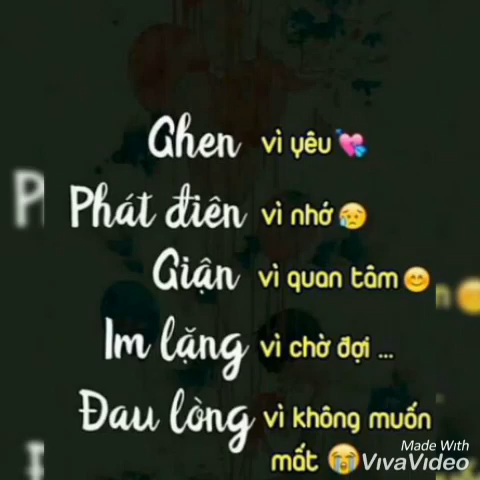 Ghen vì yêu 💘
Phát điên vì nhớ 😥
Giận vì quan tâm 😊
Im lặng vì chờ đợi ...
Đau lòng vì không muốn
mất 😭
Made With
VivaVideo